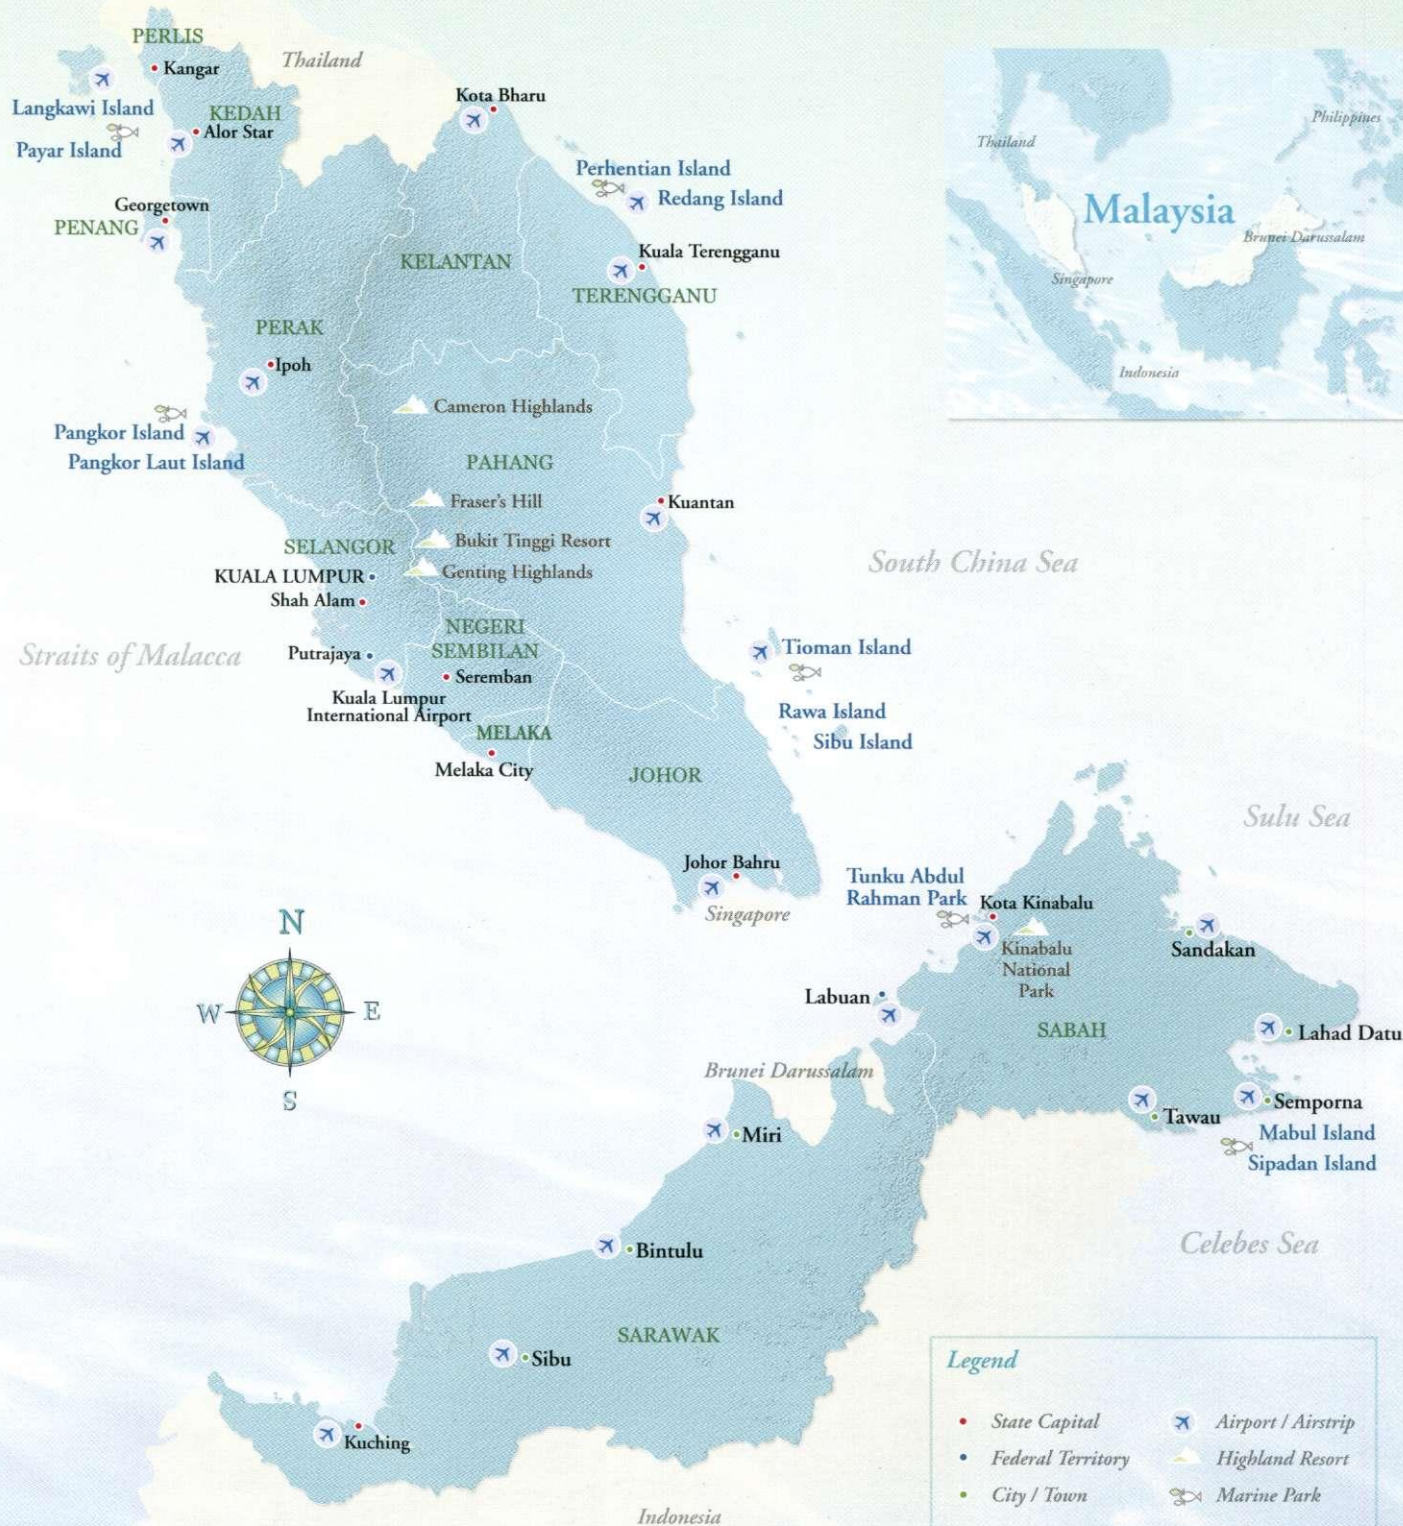 PERLIS
Kangar
Thailand
Langkawi Island
KEDAH
Alor Star
Payar Island
Kota Bharu
Perhentian Island
Redang Island
Georgetown
PENANG
KELANTAN
Kuala Terengganu
TERENGGANU
PERAK
Ipoh
Cameron Highlands
Pangkor Island
Pangkor Laut Island
PAHANG
Fraser's Hill
Kuantan
SELANGOR
Bukit Tinggi Resort
KUALA LUMPUR
Genting Highlands
Shah Alam
NEGERI
SEMBILAN
Straits of Malacca
Putrajaya
Seremban
Kuala Lumpur
International Airport
MELAKA
Melaka City
JOHOR
South China Sea
Tioman Island
Rawa Island
Sibu Island
Johor Bahru
Singapore
Thailand
Philippines
Malaysia
Brunei Darussalam
Singapore
Indonesia
Sulu Sea
Tunku Abdul
Rahman Park
Kota Kinabalu
Kinabalu
National
Park
Sandakan
Labuan
SABAH
Lahad Datu
Brunei Darussalam
Semporna
Tawau
Mabul Island
Sipadan Island
Miri
Celebes Sea
Bintulu
SARAWAK
Sibu
Kuching
Indonesia
N
W
E
S
Legend
State Capital
Airport / Airstrip
Federal Territory
Highland Resort
City / Town
Marine Park